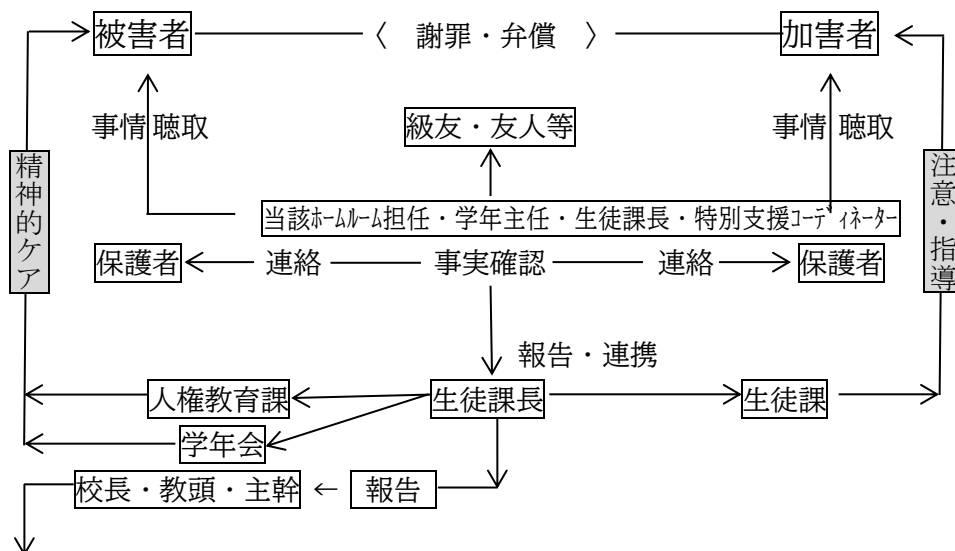 被害者 〈 謝罪・弁償 〉 加害者
事情聴取 級友・友人等 事情聴取
精神的ケア
注意・指導
当該ﾎｰﾑﾙｰﾑ担任・学年主任・生徒課長・特別支援ｺｰﾃﾞｨﾈｰﾀｰ
保護者 連絡 事実確認 連絡 保護者
報告・連携
人権教育課 生徒課長 生徒課
学年会
校長・教頭・主幹 ← 報告